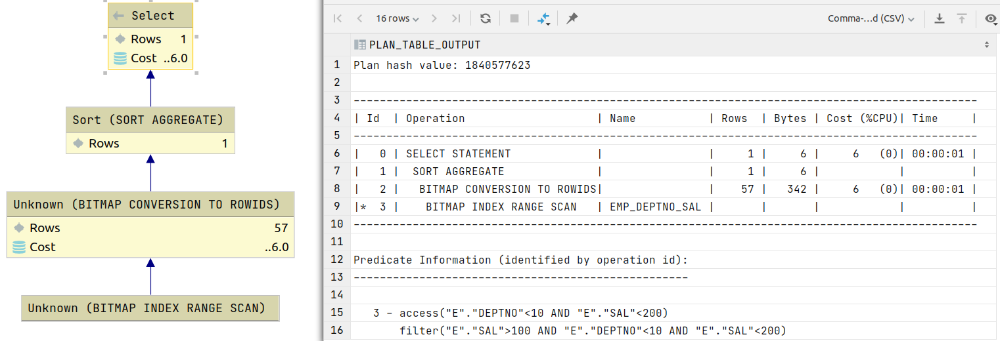 Select
Rows 1
Cost ..6.0
Sort (SORT AGGREGATE)
Rows 1
Unknown (BITMAP CONVERSION TO ROWIDS)
Rows 57
Cost ..6.0
Unknown (BITMAP INDEX RANGE SCAN)
16 rows
Comma-...d (CSV)
PLAN_TABLE_OUTPUT
1 Plan hash value: 1840577623
2
3 -----------------------------------------------------------------------------------------------
4 | Id  | Operation                    | Name           | Rows  | Bytes | Cost (%CPU)| Time     |
5 -----------------------------------------------------------------------------------------------
6 |   0 | SELECT STATEMENT             |                |     1 |     6 |     6   (0)| 00:00:01 |
7 |   1 |  SORT AGGREGATE              |                |     1 |     6 |            |          |
8 |   2 |   BITMAP CONVERSION TO ROWIDS|                |    57 |   342 |     6   (0)| 00:00:01 |
9 |*  3 |    BITMAP INDEX RANGE SCAN   | EMP_DEPTNO_SAL |       |       |            |          |
10 -----------------------------------------------------------------------------------------------
11
12 Predicate Information (identified by operation id):
13 ---------------------------------------------------
14
15    3 - access("E"."DEPTNO"<10 AND "E"."SAL"<200)
16        filter("E"."SAL">100 AND "E"."DEPTNO"<10 AND "E"."SAL"<200)